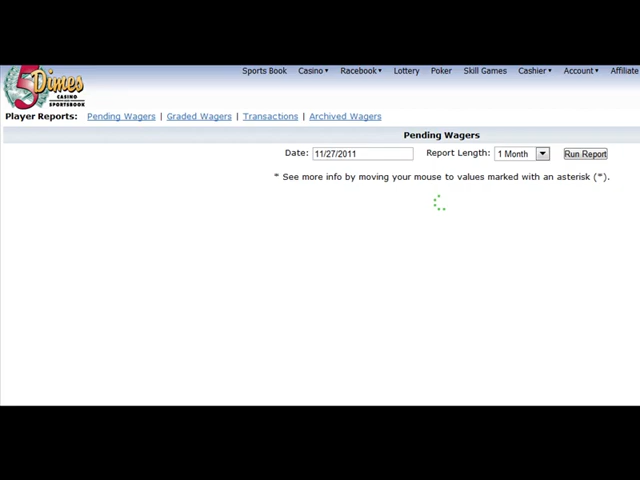 5Dimes
CASINO
SPORTSBOOK
Sports Book Casino▾ Racebook▾ Lottery Poker Skill Games Cashier▾ Account▾ Affiliate
Player Reports: Pending Wagers | Graded Wagers | Transactions | Archived Wagers
Pending Wagers
Date: 11/27/2011 Report Length: 1 Month Run Report
* See more info by moving your mouse to values marked with an asterisk (*).